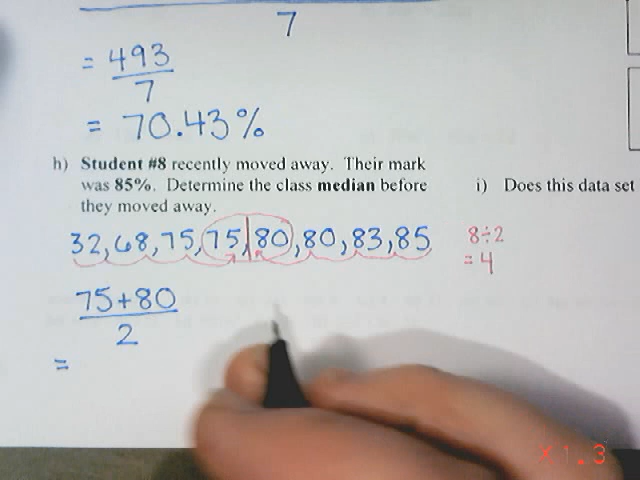 7
= 493
7
= 70.43%
h) Student #8 recently moved away. Their mark
was 85%. Determine the class median before
they moved away.
i) Does this data set
32, 68, 75, 75, 80, 80, 83, 85
8÷2
= 4
75+80
2
=
X1.3